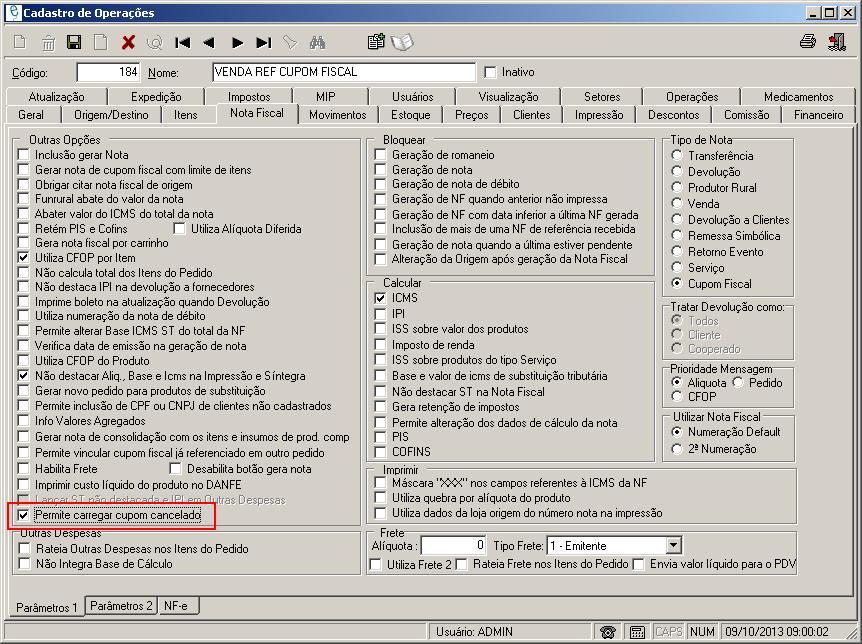 Cadastro de Operações
Código: 184 Nome: VENDA REF CUPOM FISCAL Inativo
Atualização Expedição Impostos MIP Usuários Visualização Setores Operações Medicamentos
Geral Origem/Destino Itens Nota Fiscal Movimentos Estoque Preços Clientes Impressão Descontos Comissão Financeiro
Outras Opções
Inclusão gerar Nota
Gerar nota de cupom fiscal com limite de itens
Obrigar citar nota fiscal de origem
Funrural abate do valor da nota
Abater valor do ICMS do total da nota
Retém PIS e Cofins Utiliza Alíquota Diferida
Gera nota fiscal por carrinho
Utiliza CFOP por Item
Não calcula total dos Itens do Pedido
Não destaca IPI na devolução a fornecedores
Imprime boleto na atualização quando Devolução
Utiliza numeração da nota de débito
Permite alterar Base ICMS ST do total da NF
Verifica data de emissão na geração de nota
Utiliza CFOP do Produto
Não destacar Aliq., Base e Icms na Impressão e Síntegra
Gerar novo pedido para produtos de substituição
Permite inclusão de CPF ou CNPJ de clientes não cadastrados
Info Valores Agregados
Gerar nota de consolidação com os itens e insumos de prod. comp
Permite vincular cupom fiscal já referenciado em outro pedido
Habilita Frete Desabilita botão gera nota
Imprimir custo líquido do produto no DANFE
Lançar ST não destacada e IPI em Outras Despesas
Permite carregar cupom cancelado
Outras Despesas
Rateia Outras Despesas nos Itens do Pedido
Não Integra Base de Cálculo
Bloquear
Geração de romaneio
Geração de nota
Geração de nota de débito
Geração de NF quando anterior não impressa
Geração de NF com data inferior a última NF gerada
Inclusão de mais de uma NF de referência recebida
Geração de nota quando a última estiver pendente
Alteração da Origem após geração da Nota Fiscal
Calcular
ICMS
IPI
ISS sobre valor dos produtos
Imposto de renda
ISS sobre produtos do tipo Serviço
Base e valor de icms de substituição tributária
Não destacar ST na Nota Fiscal
Gera retenção de impostos
Permite alteração dos dados de cálculo da nota
PIS
COFINS
Imprimir
Máscara "XXX" nos campos referentes à ICMS da NF
Utiliza quebra por alíquota do produto
Utiliza dados da loja origem do número nota na impressão
Frete
Alíquota: 0 Tipo Frete: 1 - Emitente
Utiliza Frete 2 Rateia Frete nos Itens do Pedido Envia valor líquido para o PDV
Tipo de Nota
Transferência
Devolução
Produtor Rural
Venda
Devolução a Clientes
Remessa Simbólica
Retorno Evento
Serviço
Cupom Fiscal
Tratar Devolução como:
Todos
Cliente
Cooperado
Prioridade Mensagem
Aliquota Pedido
CFOP
Utilizar Nota Fiscal
Numeração Default
2ª Numeração
Parâmetros 1 Parâmetros 2 NF-e
Usuário: ADMIN CAPS NUM 09/10/2013 09:00:02